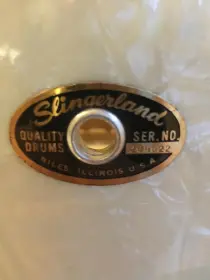 Slingerland
QUALITY SER. NO.
DRUMS
NILES, ILLINOIS U.S.A.